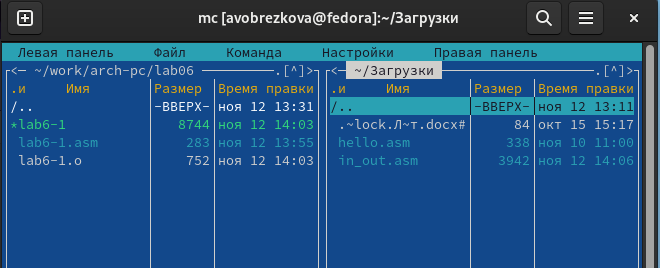 mc [avobrezkova@fedora]:~/Загрузки
Левая панель Файл Команда Настройки Правая панель
<─ ~/work/arch-pc/lab06 .[^]> <─ ~/Загрузки .[^]>
.и Имя Размер Время правки .и Имя Размер Время правки
/.. -ВВЕРХ- ноя 12 13:31 /.. -ВВЕРХ- ноя 12 13:11
*lab6-1 8744 ноя 12 14:03 .~lock.Л~т.docx# 84 окт 15 15:17
lab6-1.asm 283 ноя 12 13:55 hello.asm 338 ноя 10 11:00
lab6-1.o 752 ноя 12 14:03 in_out.asm 3942 ноя 12 14:06